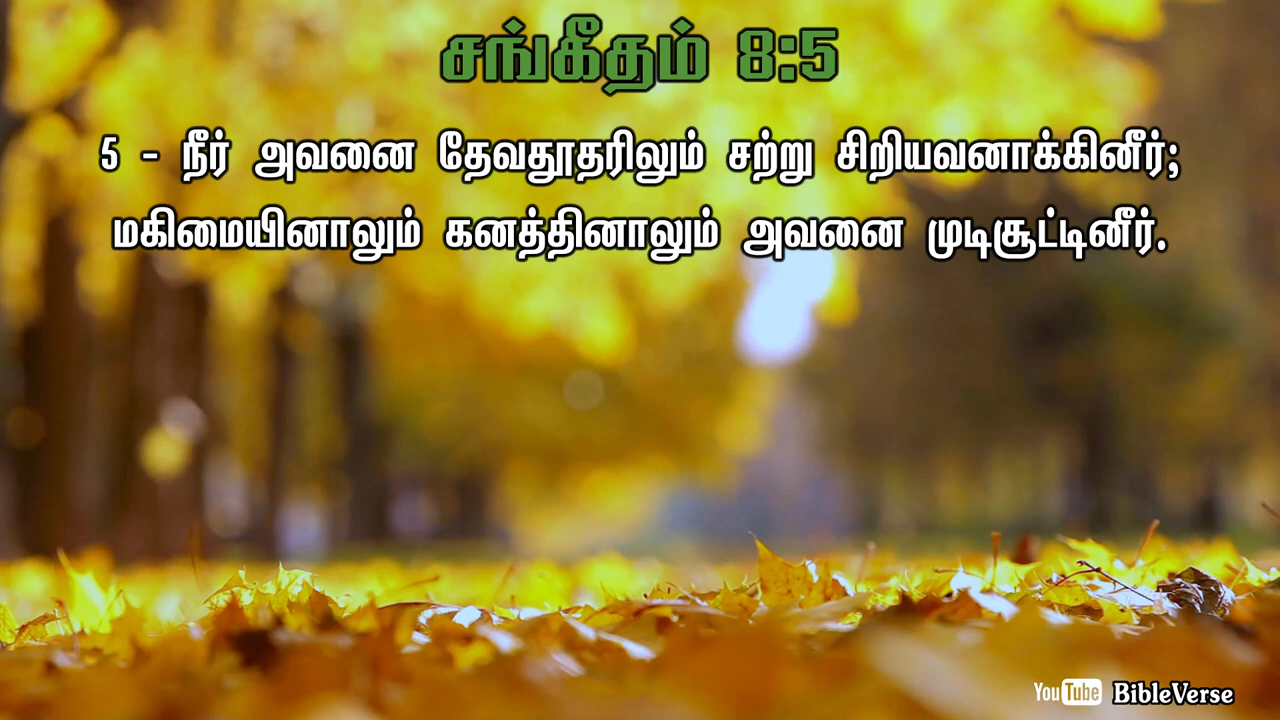 சங்கீதம் 8:5
5 - நீர் அவனை தேவதூதரிலும் சற்று சிறியவனாக்கினீர்;
மகிமையினாலும் கனத்தினாலும் அவனை முடிசூட்டினீர்.
YouTube BibleVerse